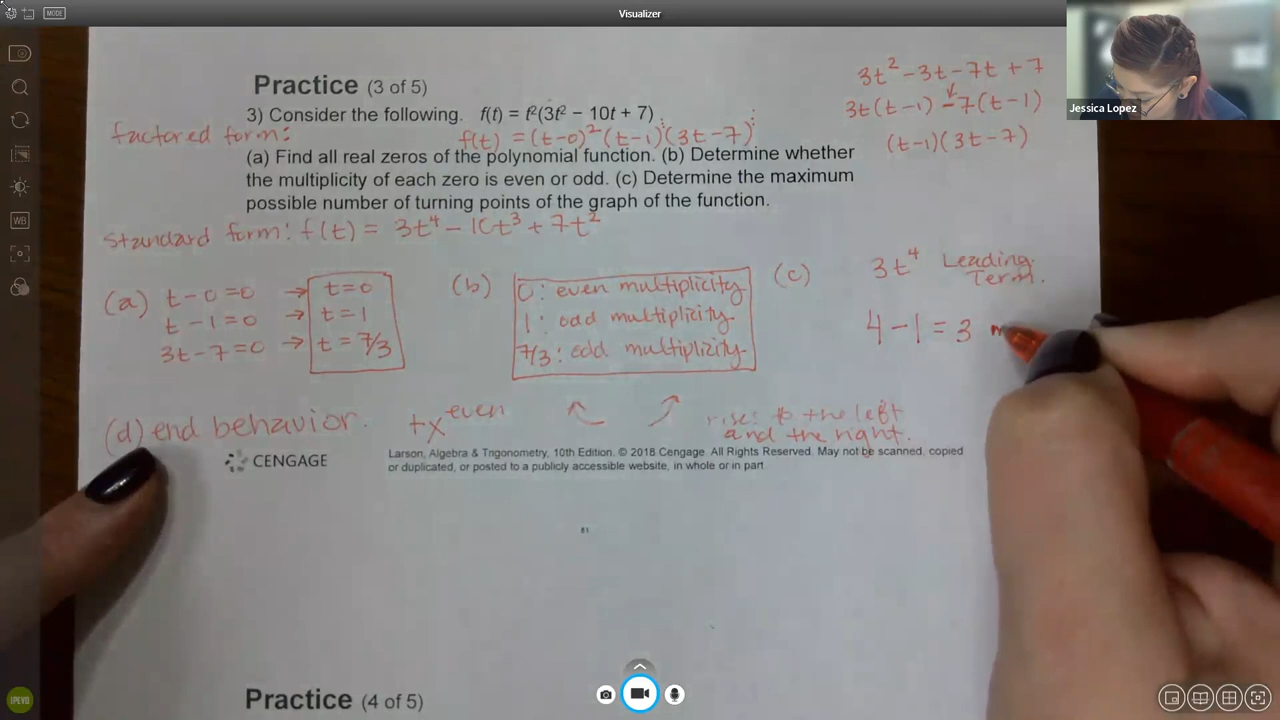 MODE
Visualizer
Jessica Lopez
Practice (3 of 5)
3t² - 3t - 7t + 7
3t(t-1) - 7(t-1)
(t-1)(3t-7)
3) Consider the following. f(t) = t²(3t² − 10t + 7)
factored form: f(t) = (t-0)²(t-1)¹(3t-7)¹
(a) Find all real zeros of the polynomial function. (b) Determine whether
the multiplicity of each zero is even or odd. (c) Determine the maximum
possible number of turning points of the graph of the function.
Standard form: f(t) = 3t⁴ - 10t³ + 7t²
(a) t-0=0 → t=0
t-1=0 → t=1
3t-7=0 → t=7/3
(b) 0: even multiplicity
1: odd multiplicity
7/3: odd multiplicity
(c) 3t⁴ Leading
Term.
4-1=3
(d) end behavior. +x^even
rises to the left
and the right.
CENGAGE
Larson, Algebra & Trigonometry, 10th Edition. © 2018 Cengage. All Rights Reserved. May not be scanned, copied
or duplicated, or posted to a publicly accessible website, in whole or in part
81
Practice (4 of 5)
WB
IPEVO